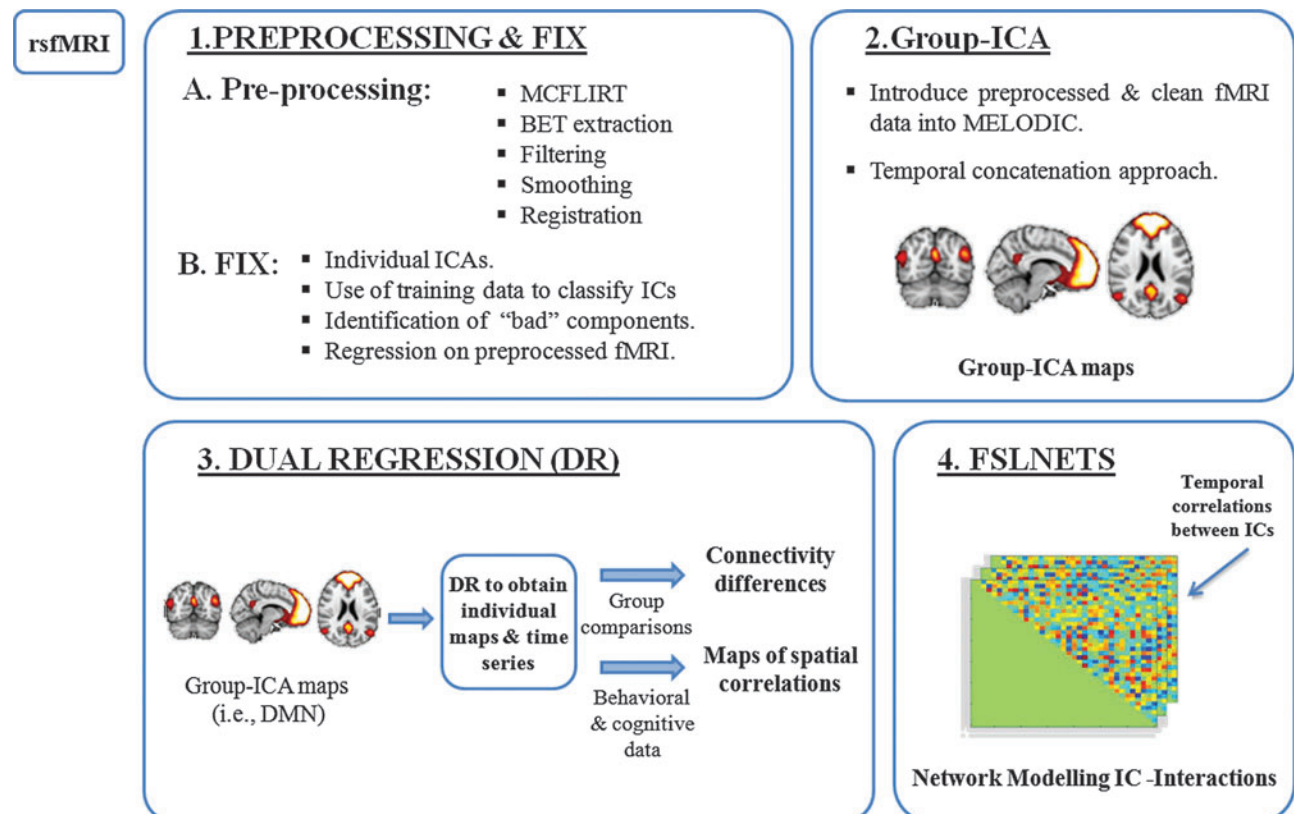 rsfMRI
1.PREPROCESSING & FIX
A. Pre-processing:
▪ MCFLIRT
▪ BET extraction
▪ Filtering
▪ Smoothing
▪ Registration
B. FIX:
▪ Individual ICAs.
▪ Use of training data to classify ICs
▪ Identification of “bad” components.
▪ Regression on preprocessed fMRI.
2.Group-ICA
▪ Introduce preprocessed & clean fMRI
data into MELODIC.
▪ Temporal concatenation approach.
Group-ICA maps
3. DUAL REGRESSION (DR)
Group-ICA maps
(i.e., DMN)
DR to obtain
individual
maps & time
series
Group
comparisons
Connectivity
differences
Behavioral
& cognitive
data
Maps of spatial
correlations
4. FSLNETS
Temporal
correlations
between ICs
Network Modelling IC -Interactions